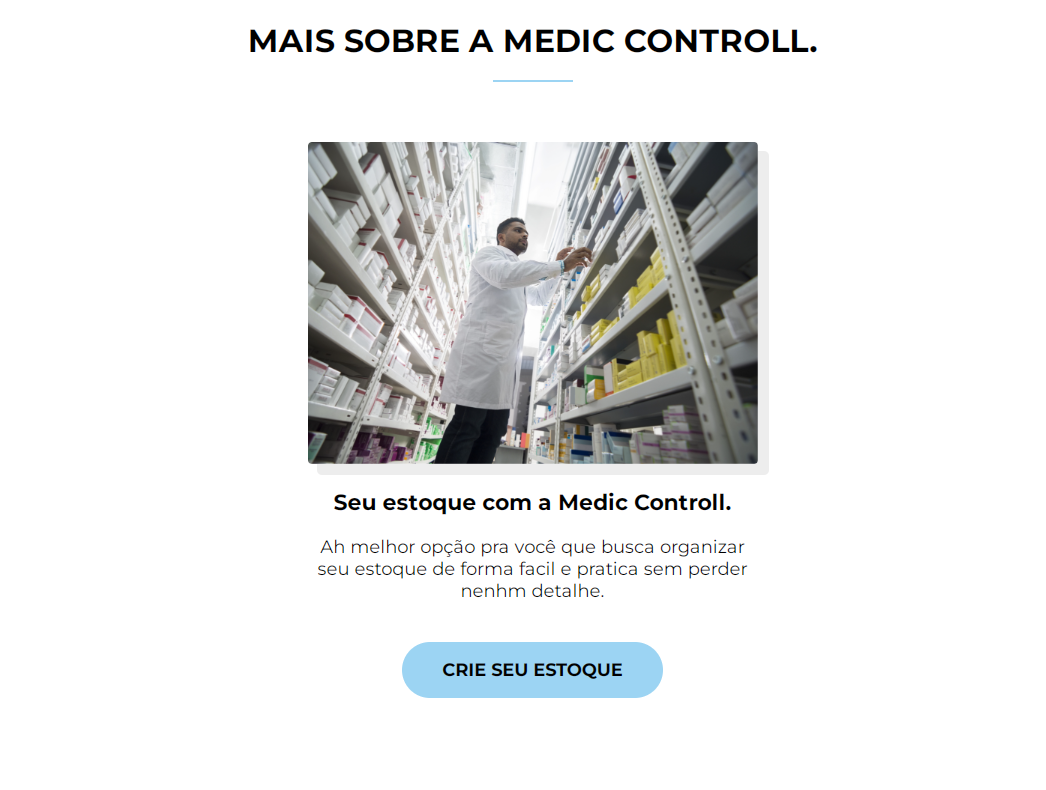 MAIS SOBRE A MEDIC CONTROLL.
Seu estoque com a Medic Controll.
Ah melhor opção pra você que busca organizar
seu estoque de forma facil e pratica sem perder
nenhm detalhe.
CRIE SEU ESTOQUE